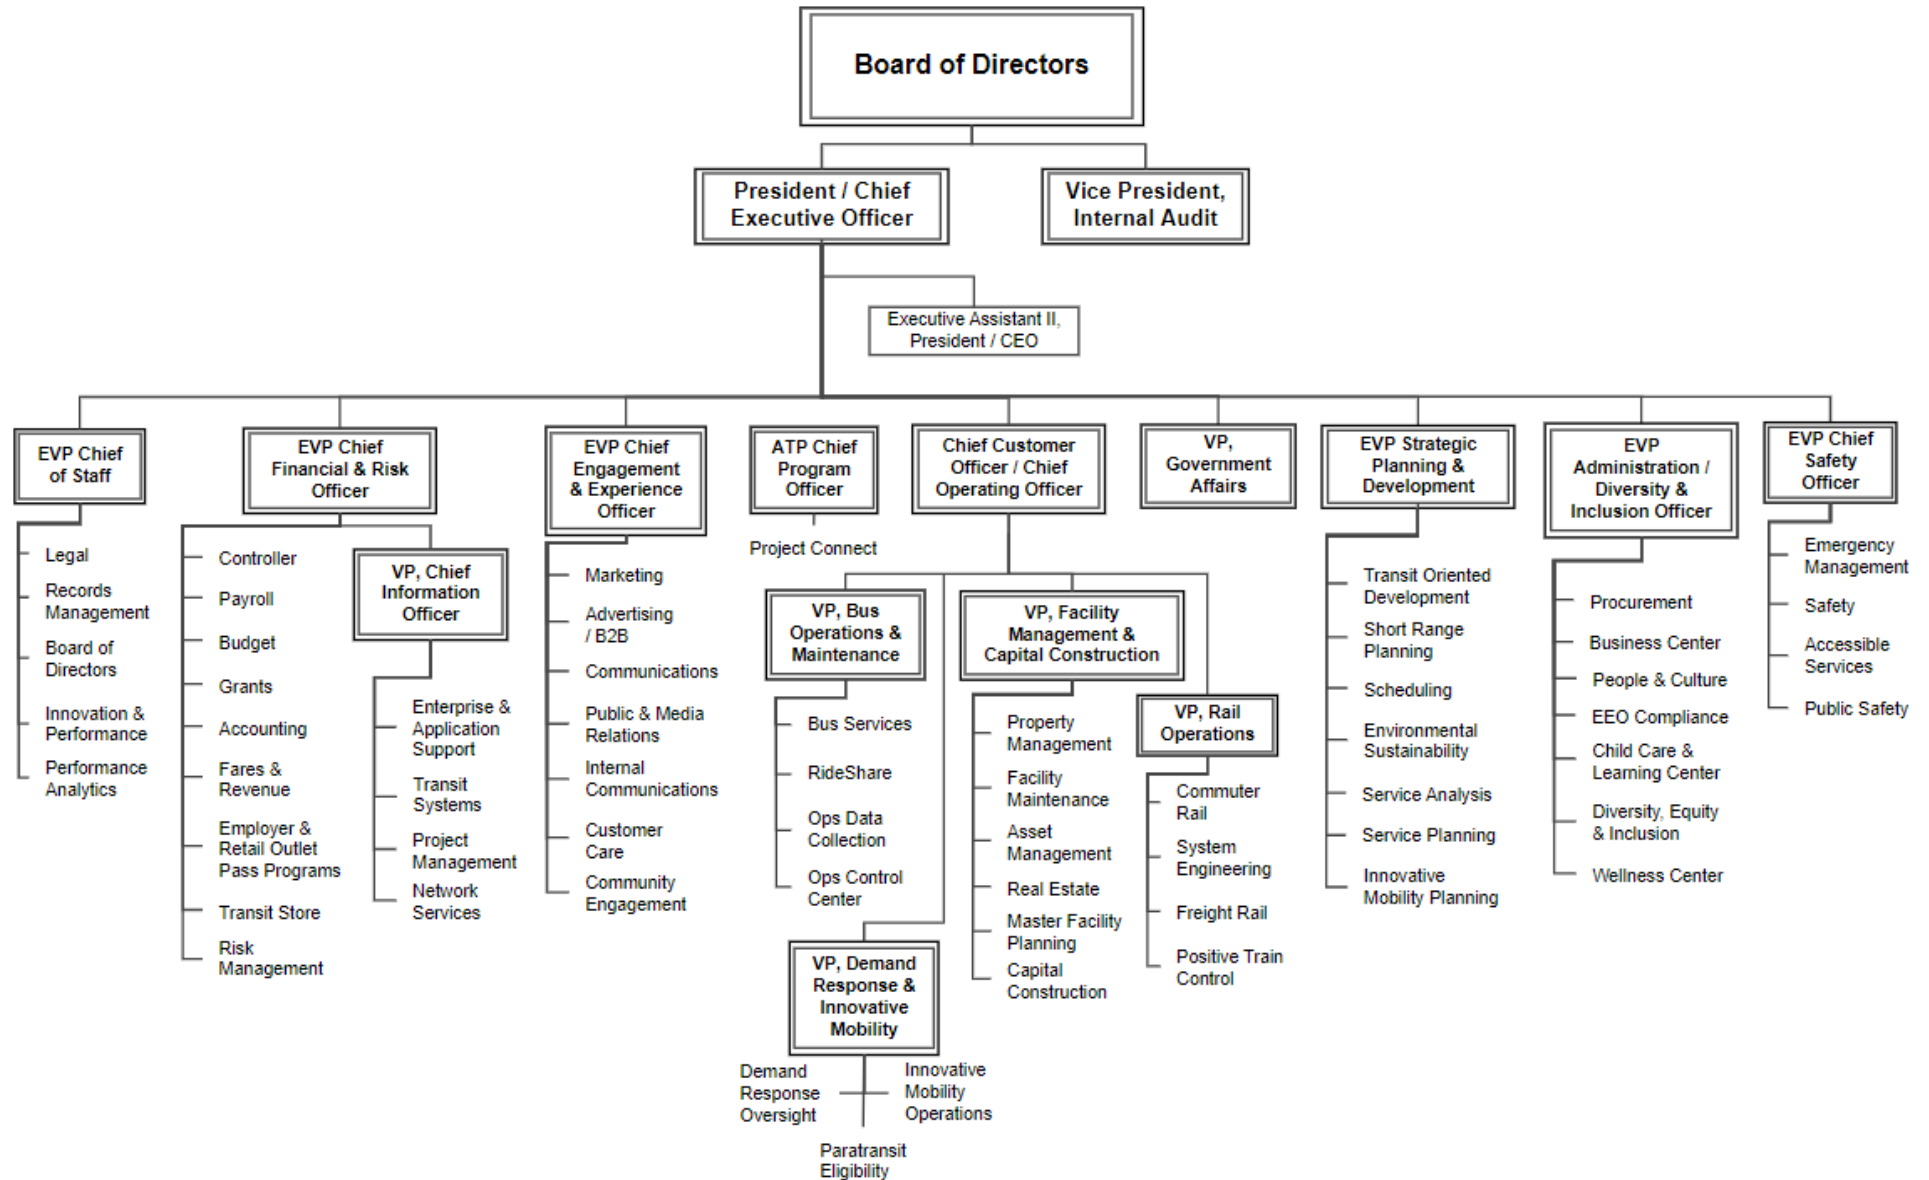 Board of Directors
President / Chief
Executive Officer
Vice President,
Internal Audit
Executive Assistant II,
President / CEO
EVP Chief
of Staff
Legal
Records
Management
Board of
Directors
Innovation &
Performance
Performance
Analytics
EVP Chief
Financial & Risk
Officer
Controller
Payroll
Budget
Grants
Accounting
Fares &
Revenue
Employer &
Retail Outlet
Pass Programs
Transit Store
Risk
Management
VP, Chief
Information
Officer
Enterprise &
Application
Support
Transit
Systems
Project
Management
Network
Services
EVP Chief
Engagement
& Experience
Officer
Marketing
Advertising
/ B2B
Communications
Public & Media
Relations
Internal
Communications
Customer
Care
Community
Engagement
ATP Chief
Program
Officer
Project Connect
Chief Customer
Officer / Chief
Operating Officer
VP, Bus
Operations &
Maintenance
Bus Services
RideShare
Ops Data
Collection
Ops Control
Center
VP, Demand
Response &
Innovative
Mobility
Demand
Response
Oversight
Innovative
Mobility
Operations
Paratransit
Eligibility
VP, Facility
Management &
Capital Construction
Property
Management
Facility
Maintenance
Asset
Management
Real Estate
Master Facility
Planning
Capital
Construction
VP, Rail
Operations
Commuter
Rail
System
Engineering
Freight Rail
Positive Train
Control
VP,
Government
Affairs
EVP Strategic
Planning &
Development
Transit Oriented
Development
Short Range
Planning
Scheduling
Environmental
Sustainability
Service Analysis
Service Planning
Innovative
Mobility Planning
EVP
Administration /
Diversity &
Inclusion Officer
Procurement
Business Center
People & Culture
EEO Compliance
Child Care &
Learning Center
Diversity, Equity
& Inclusion
Wellness Center
EVP Chief
Safety
Officer
Emergency
Management
Safety
Accessible
Services
Public Safety